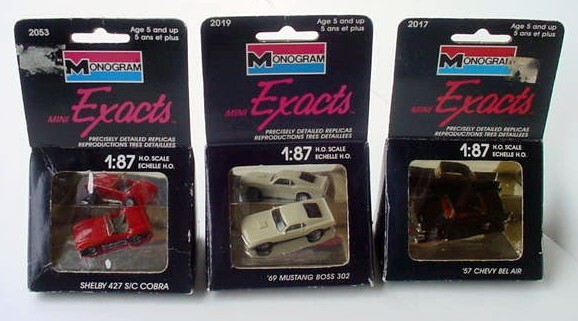 2053
Age 5 and up
5 ans et plus
MONOGRAM
MINI Exacts™
PRECISELY DETAILED REPLICAS
REPRODUCTIONS TRES DETAILLEES
1:87 H.O. SCALE
ECHELLE H.O.
SHELBY 427 S/C COBRA
2019
Age 5 and up
5 ans et plus
MONOGRAM
MINI Exacts™
PRECISELY DETAILED REPLICAS
REPRODUCTIONS TRES DETAILLEES
1:87 H.O. SCALE
ECHELLE H.O.
'69 MUSTANG BOSS 302
2017
Age 5 and up
5 ans et plus
MONOGRAM
MINI Exacts™
PRECISELY DETAILED REPLICAS
REPRODUCTIONS TRES DETAILLEES
1:87 H.O. SCALE
ECHELLE H.O.
'57 CHEVY BEL AIR